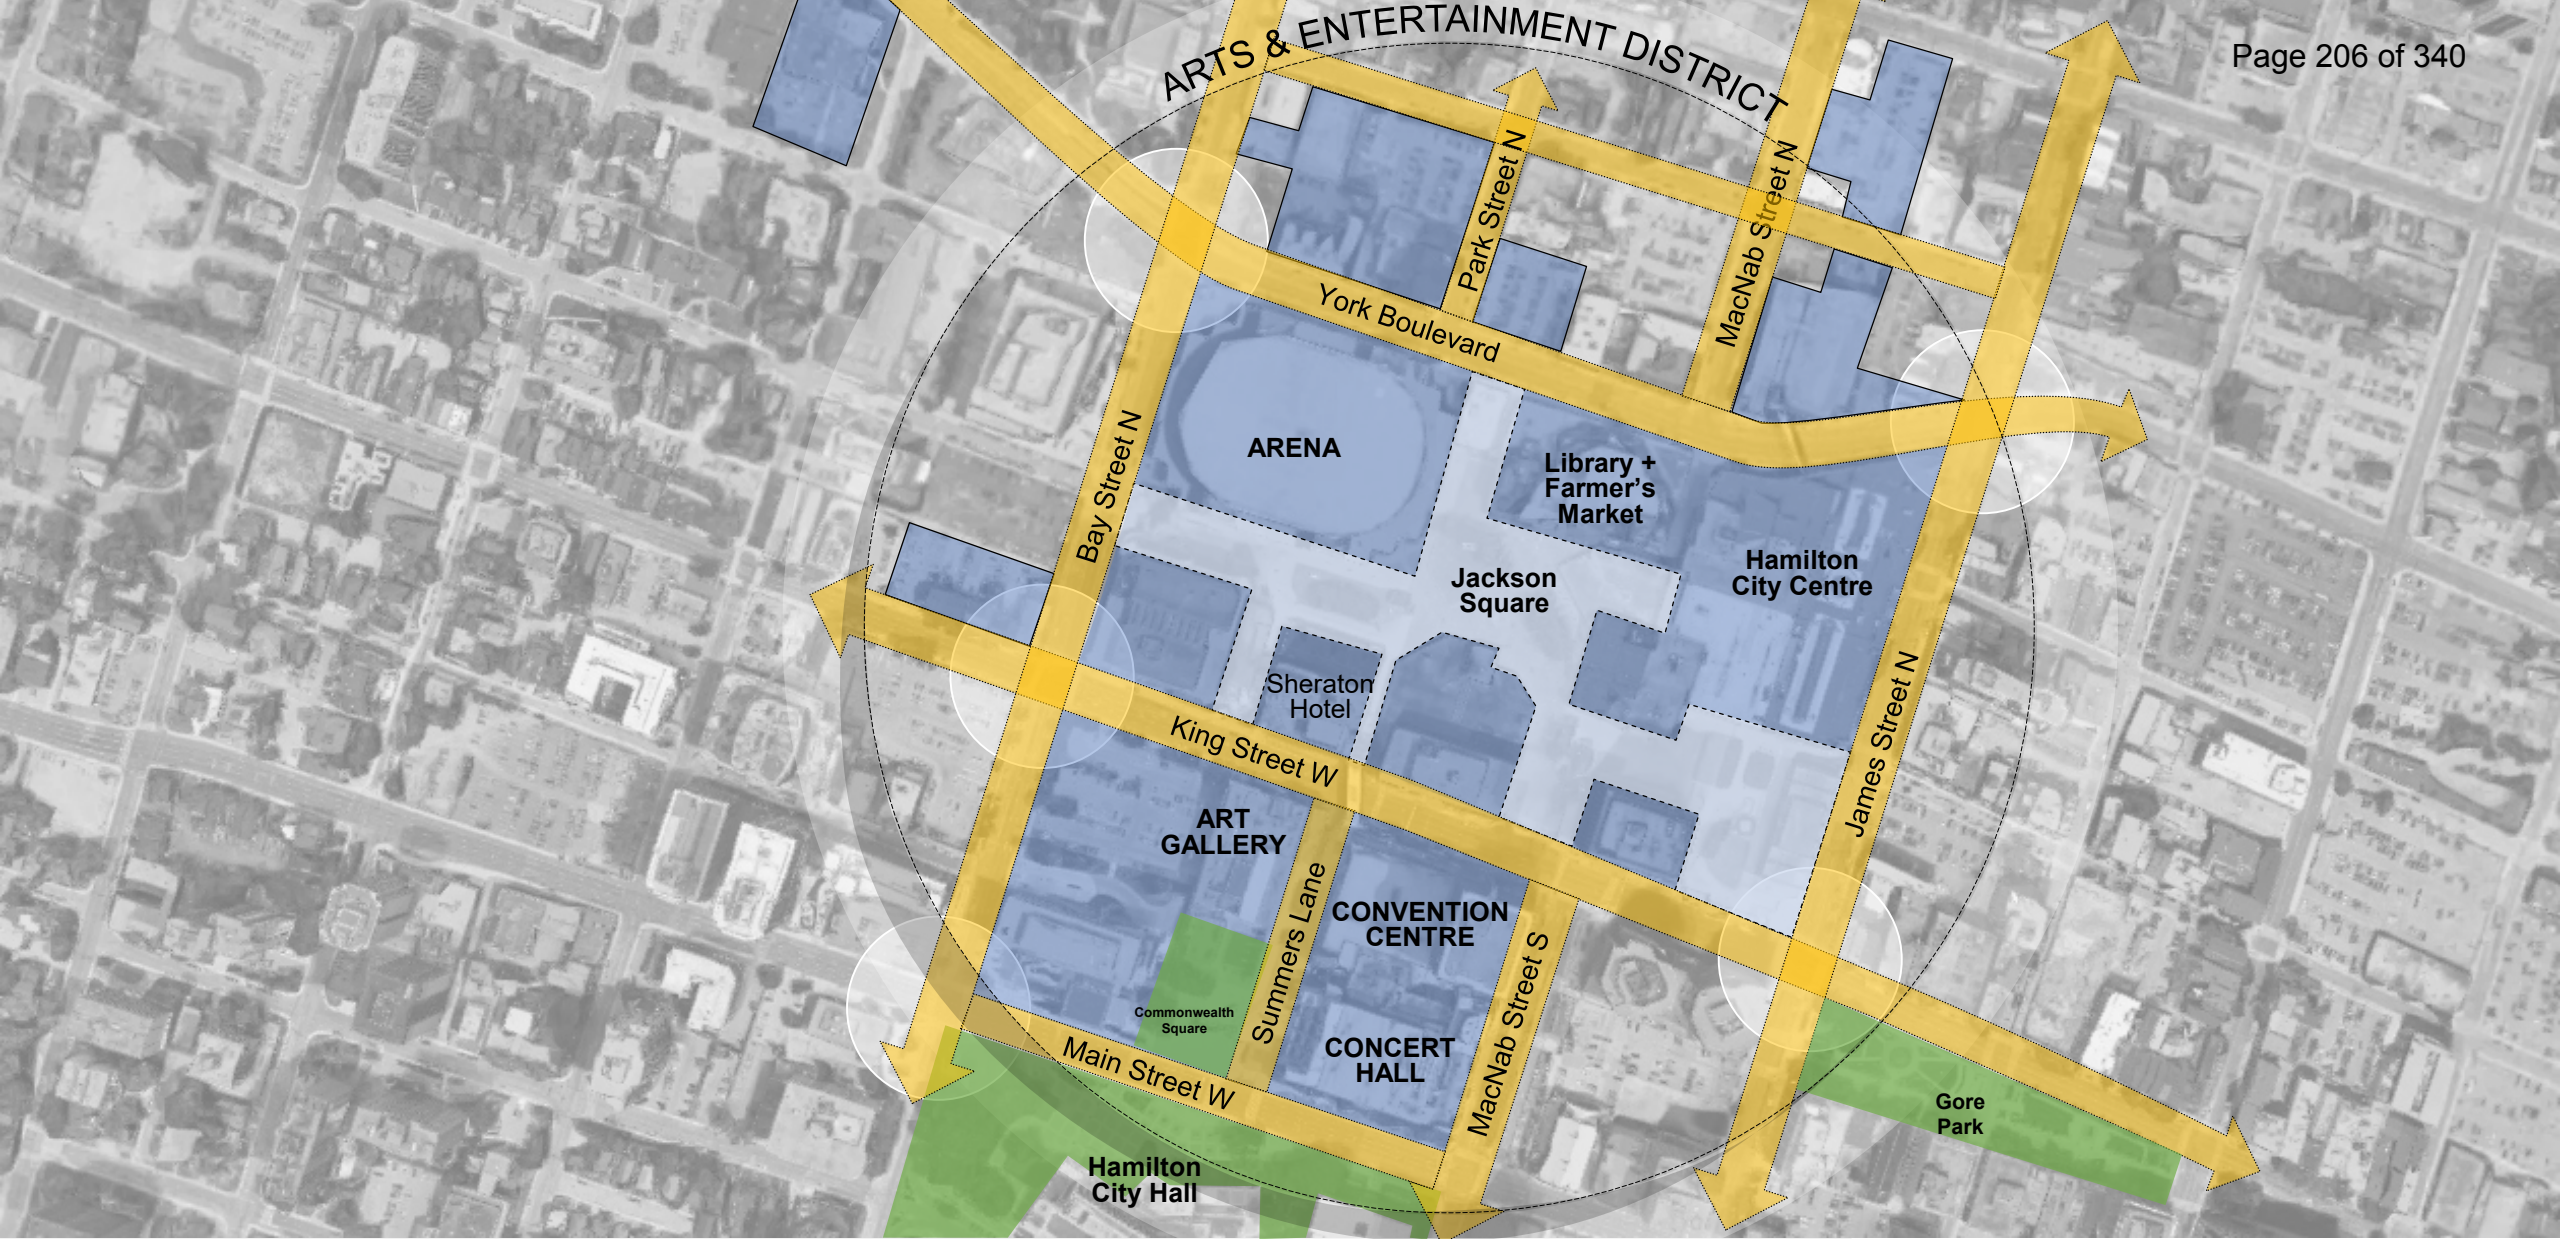 Page 206 of 340
ARTS & ENTERTAINMENT DISTRICT
Park Street N
MacNab Street N
York Boulevard
Bay Street N
ARENA
Library +
Farmer’s
Market
Hamilton
City Centre
Jackson
Square
Sheraton
Hotel
King Street W
James Street N
ART
GALLERY
Summers Lane
CONVENTION
CENTRE
MacNab Street S
Commonwealth
Square
CONCERT
HALL
Main Street W
Gore
Park
Hamilton
City Hall